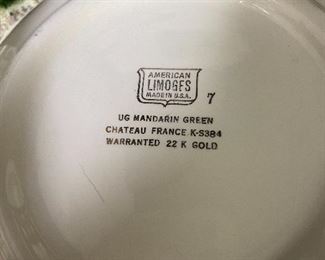 AMERICAN
LIMOGES
MADE IN U.S.A.
7
UG MANDARIN GREEN
CHATEAU FRANCE K-S384
WARRANTED 22 K GOLD